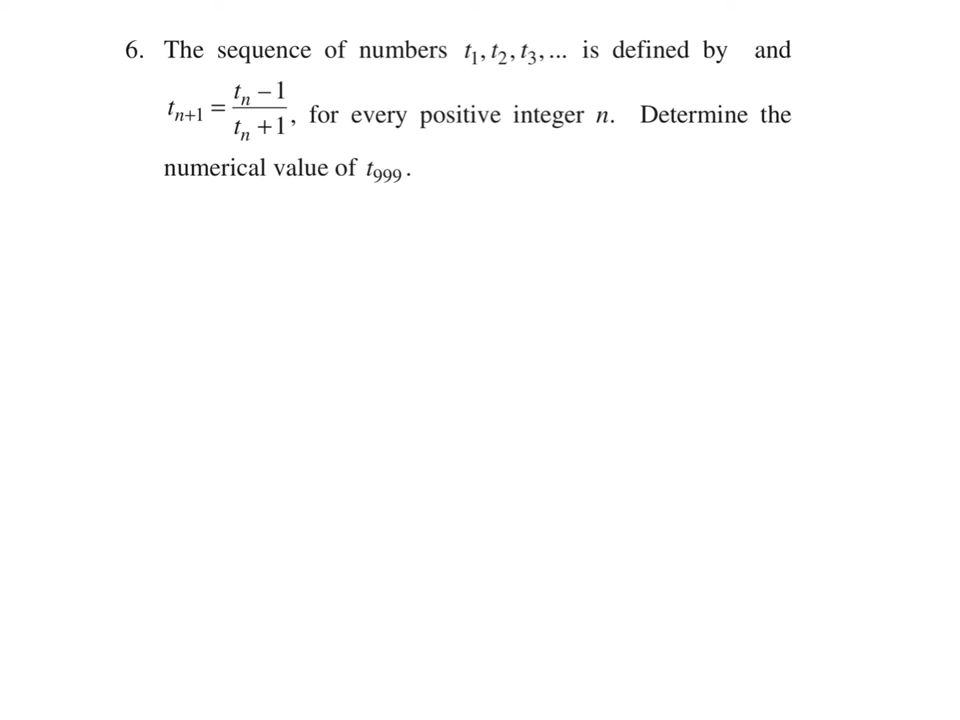 6. The sequence of numbers t₁, t₂, t₃, ... is defined by and
tₙ₊₁ = (tₙ − 1)/(tₙ + 1), for every positive integer n. Determine the
numerical value of t₉₉₉.